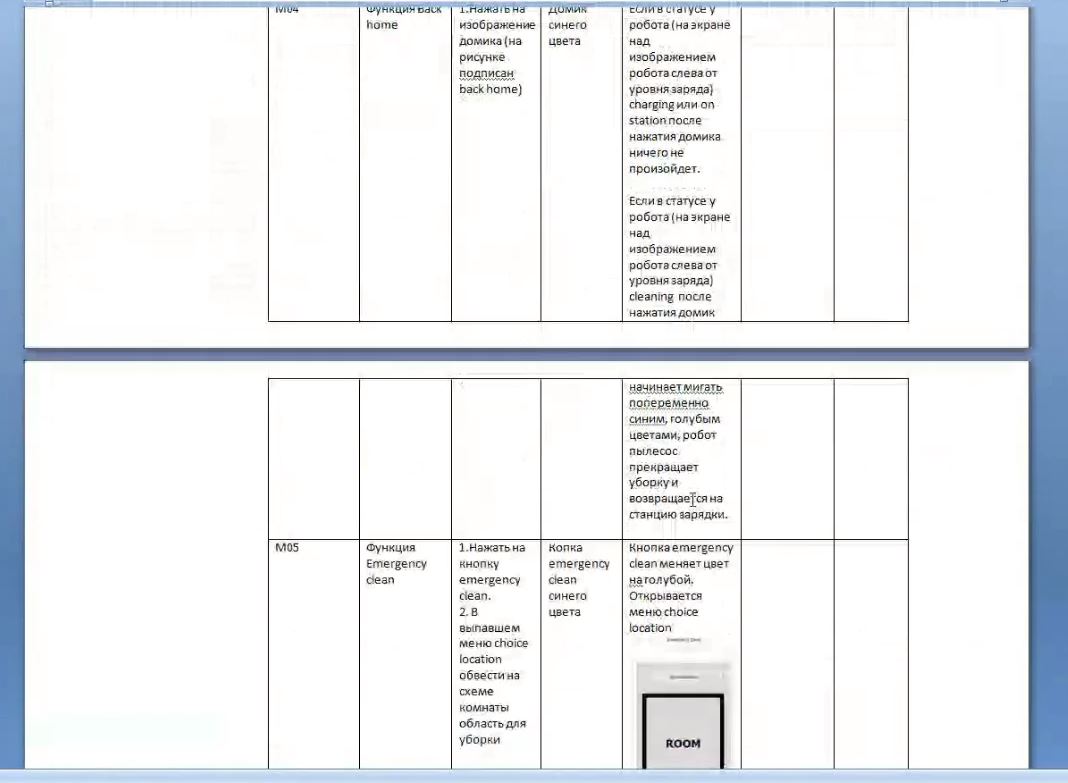 M04
Функция Back
home
1.Нажать на
изображение
домика (на
рисунке
подписан
back home)
Домик
синего
цвета
Если в статусе у
робота (на экране
над
изображением
робота слева от
уровня заряда)
charging или on
station после
нажатия домика
ничего не
произойдет.
Если в статусе у
робота (на экране
над
изображением
робота слева от
уровня заряда)
cleaning после
нажатия домик
начинает мигать
попеременно
синим, голубым
цветами, робот
пылесос
прекращает
уборку и
возвращается на
станцию зарядки.
M05
Функция
Emergency
clean
1.Нажать на
кнопку
emergency
clean.
2. В
выпавшем
меню choice
location
обвести на
схеме
комнаты
область для
уборки
Копка
emergency
clean
синего
цвета
Кнопка emergency
clean меняет цвет
на голубой.
Открывается
меню choice
location
ROOM